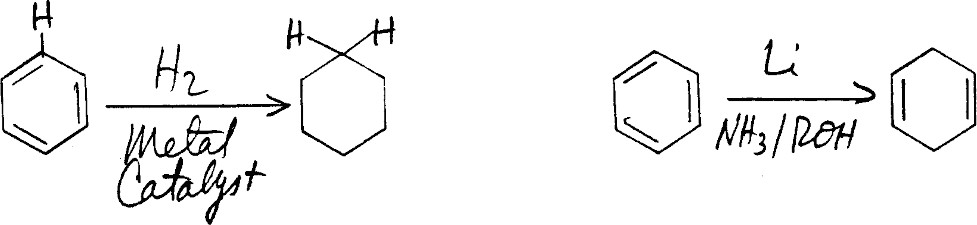 H
H₂
Metal
Catalyst
H H
Li
NH₃/ROH